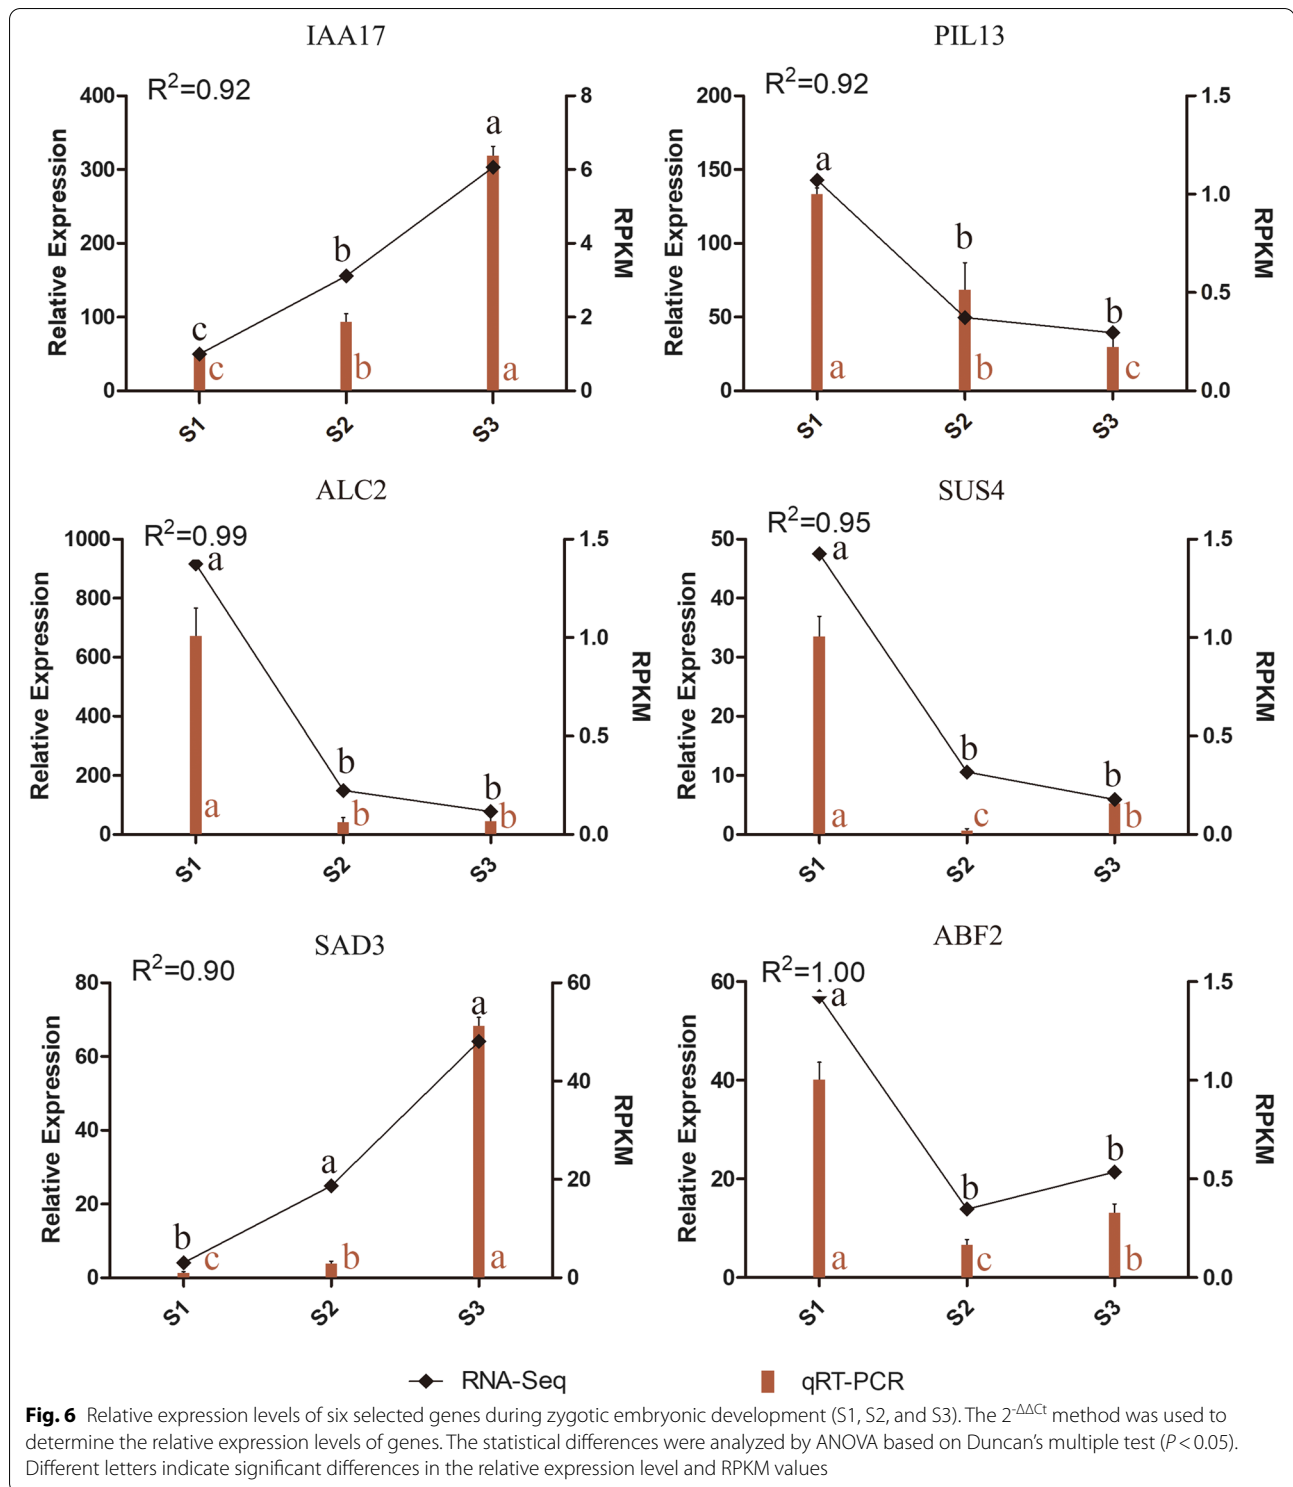 IAA17
R²=0.92
400
300
200
100
0
Relative Expression
8
6
4
2
0
RPKM
c
b
a
c
b
a
S1
S2
S3
PIL13
R²=0.92
200
150
100
50
0
Relative Expression
1.5
1.0
0.5
0.0
RPKM
a
b
b
a
b
c
S1
S2
S3
ALC2
R²=0.99
1000
800
600
400
200
0
Relative Expression
1.5
1.0
0.5
0.0
RPKM
a
b
b
a
b
b
S1
S2
S3
SUS4
R²=0.95
50
40
30
20
10
0
Relative Expression
1.5
1.0
0.5
0.0
RPKM
a
b
b
a
c
b
S1
S2
S3
SAD3
R²=0.90
80
60
40
20
0
Relative Expression
60
40
20
0
RPKM
b
a
a
c
b
a
S1
S2
S3
ABF2
R²=1.00
60
40
20
0
Relative Expression
1.5
1.0
0.5
0.0
RPKM
a
b
b
a
c
b
S1
S2
S3
RNA-Seq
qRT-PCR
Fig. 6 Relative expression levels of six selected genes during zygotic embryonic development (S1, S2, and S3). The 2^-ΔΔCt method was used to
determine the relative expression levels of genes. The statistical differences were analyzed by ANOVA based on Duncan's multiple test (P < 0.05).
Different letters indicate significant differences in the relative expression level and RPKM values